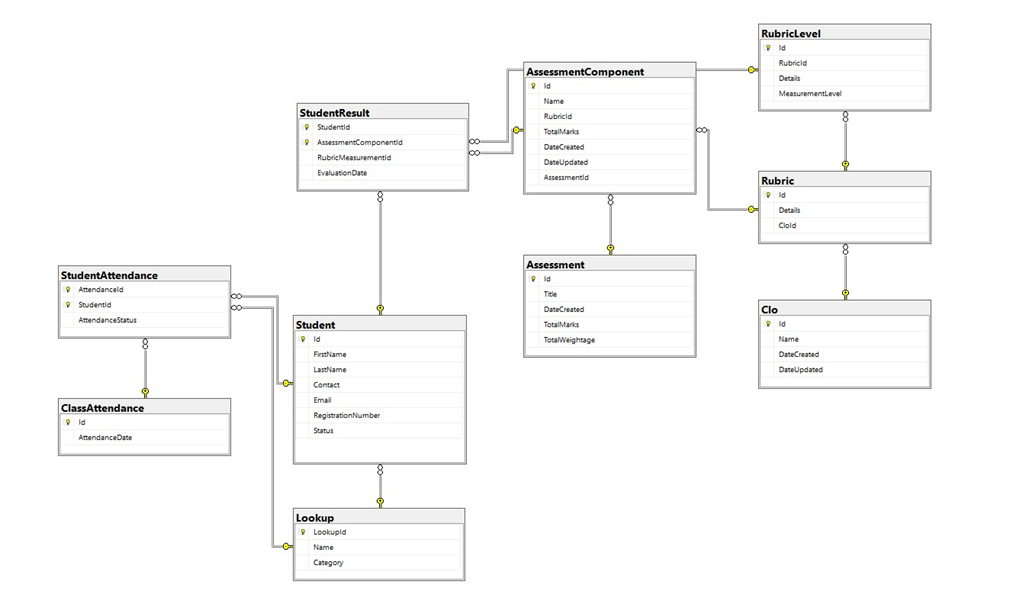 RubricLevel
Id
RubricId
Details
MeasurementLevel
AssessmentComponent
Id
Name
RubricId
TotalMarks
DateCreated
DateUpdated
AssessmentId
StudentResult
StudentId
AssessmentComponentId
RubricMeasurementId
EvaluationDate
Rubric
Id
Details
CloId
Assessment
Id
Title
DateCreated
TotalMarks
TotalWeightage
StudentAttendance
AttendanceId
StudentId
AttendanceStatus
Clo
Id
Name
DateCreated
DateUpdated
Student
Id
FirstName
LastName
Contact
Email
RegistrationNumber
Status
ClassAttendance
Id
AttendanceDate
Lookup
LookupId
Name
Category